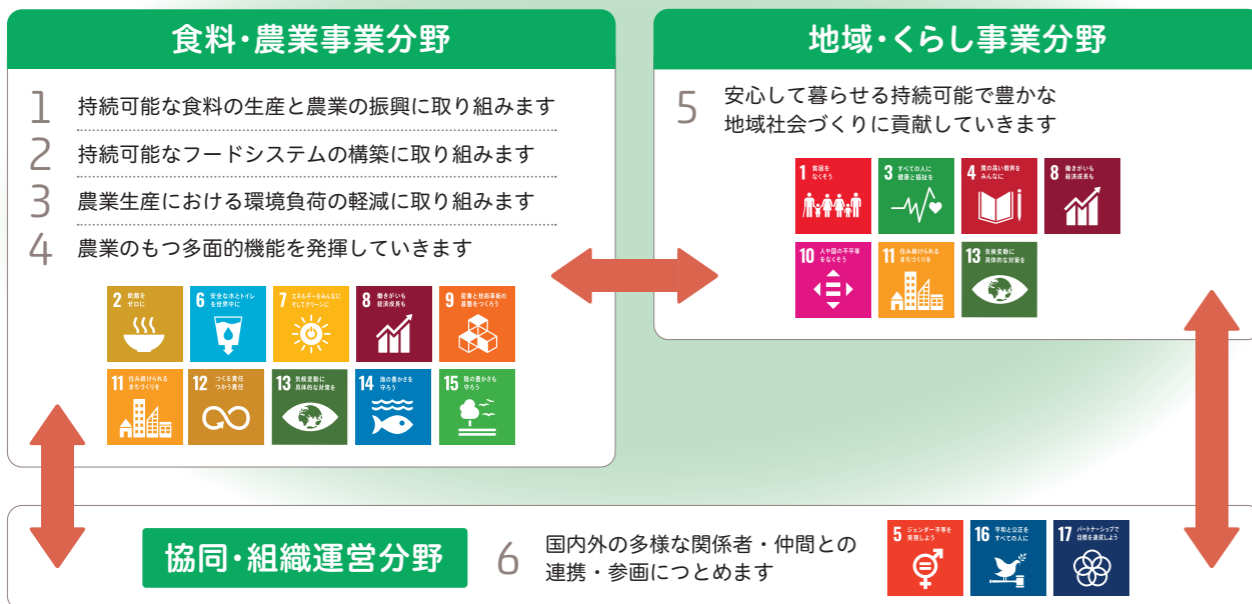 食料・農業事業分野
1 持続可能な食料の生産と農業の振興に取り組みます
2 持続可能なフードシステムの構築に取り組みます
3 農業生産における環境負荷の軽減に取り組みます
4 農業のもつ多面的機能を発揮していきます
2 飢餓を
ゼロに
6 安全な水とトイレ
を世界中に
7 エネルギーをみんなに
そしてクリーンに
8 働きがいも
経済成長も
9 産業と技術革新の
基盤をつくろう
11 住み続けられる
まちづくりを
12 つくる責任
つかう責任
13 気候変動に
具体的な対策を
14 海の豊かさを
守ろう
15 陸の豊かさも
守ろう
地域・くらし事業分野
5 安心して暮らせる持続可能で豊かな
地域社会づくりに貢献していきます
1 貧困を
なくそう
3 すべての人に
健康と福祉を
4 質の高い教育を
みんなに
8 働きがいも
経済成長も
10 人や国の不平等
をなくそう
11 住み続けられる
まちづくりを
13 気候変動に
具体的な対策を
協同・組織運営分野
6 国内外の多様な関係者・仲間との
連携・参画につとめます
5 ジェンダー平等を
実現しよう
16 平和と公正を
すべての人に
17 パートナーシップで
目標を達成しよう